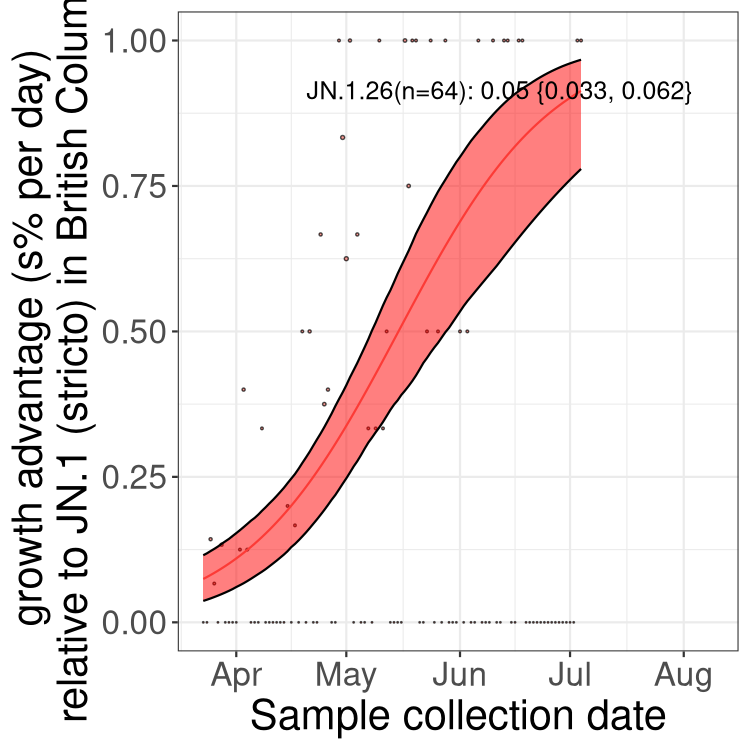 growth advantage (s% per day)
relative to JN.1 (stricto) in British Colum
1.00
0.75
0.50
0.25
0.00
JN.1.26(n=64): 0.05 {0.033, 0.062}
Apr May Jun Jul Aug
Sample collection date